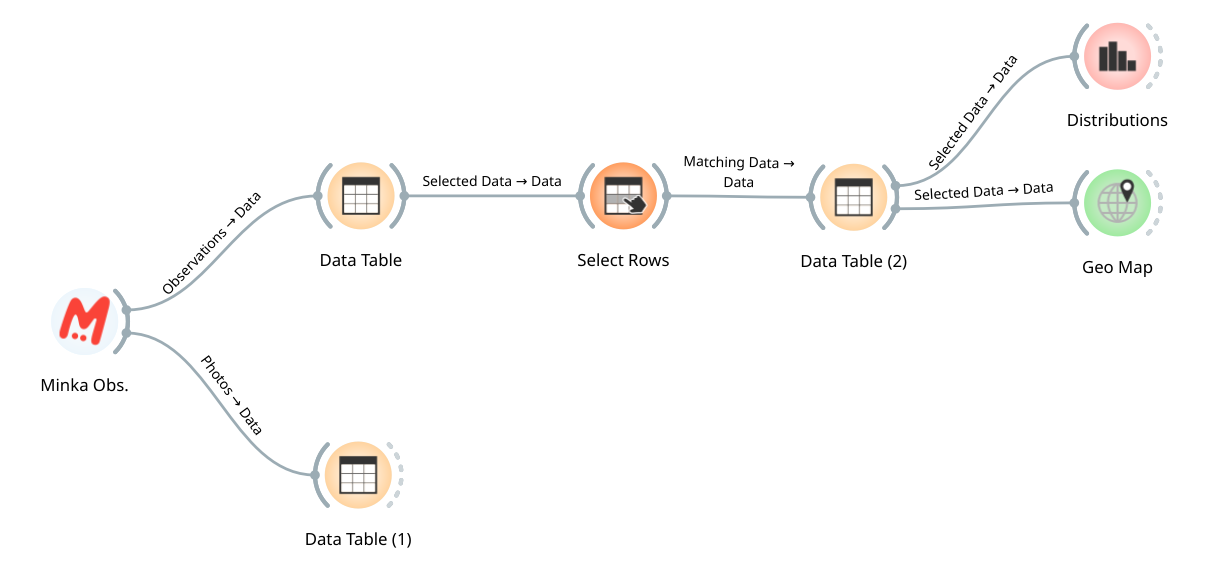 Selected Data → Data
Distributions
Observations → Data
Data Table
Selected Data → Data
Select Rows
Matching Data →
Data
Data Table (2)
Selected Data → Data
Geo Map
Minka Obs.
Photos → Data
Data Table (1)